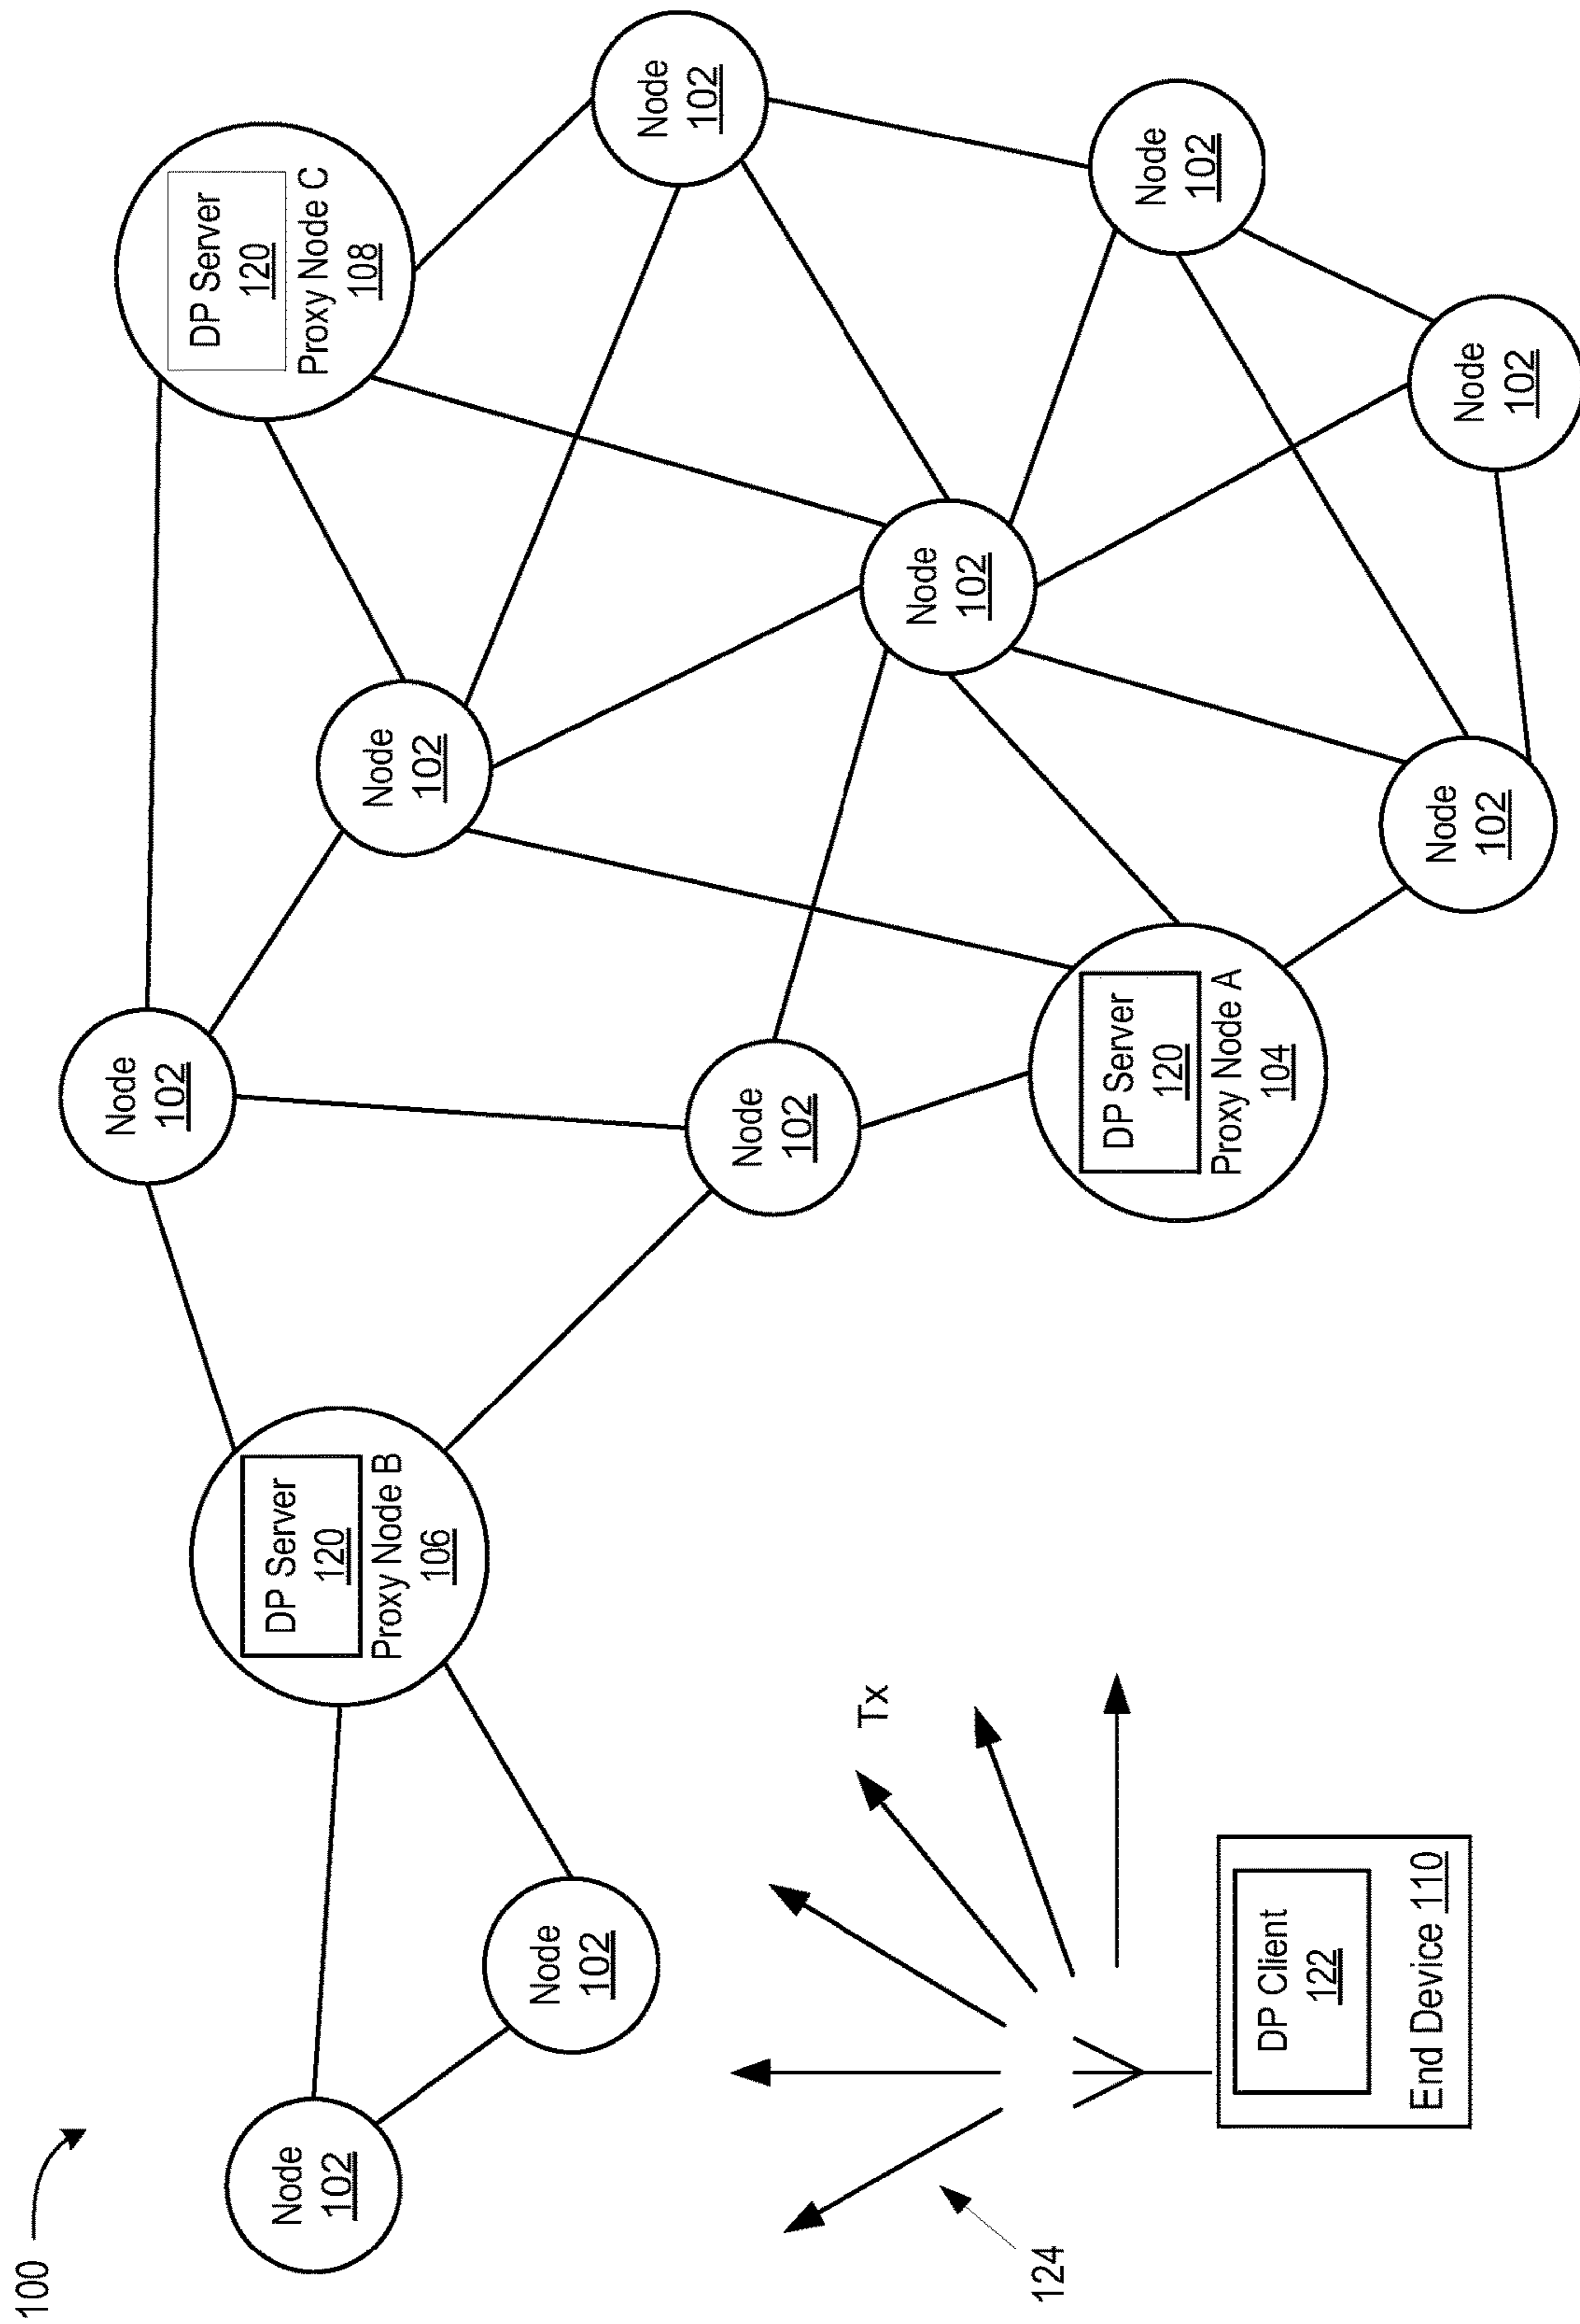 100
Node
102
DP Server
120
Proxy Node C
108
Node
102
DP Server
120
Proxy Node B
106
Node
102
Node
102
Node
102
Node
102
Tx
Node
102
124
DP Server
120
Proxy Node A
104
Node
102
DP Client
122
End Device 110
Node
102
Node
102